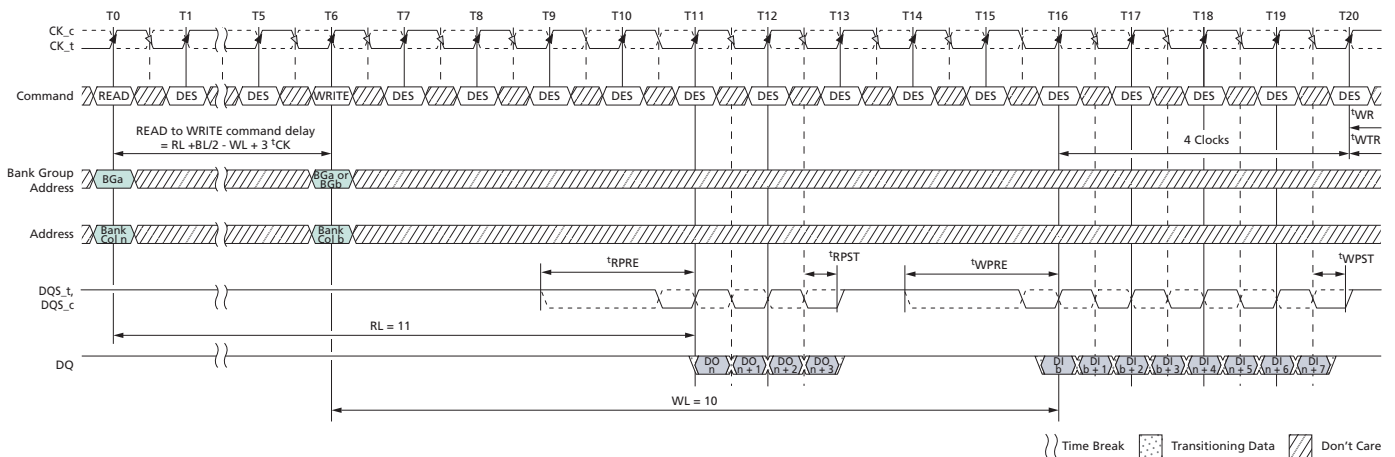 T0 T1 T5 T6 T7 T8 T9 T10 T11 T12 T13 T14 T15 T16 T17 T18 T19 T20
CK_c
CK_t
Command READ DES DES WRITE DES DES DES DES DES DES DES DES DES DES DES DES DES DES
tWR
READ to WRITE command delay
= RL +BL/2 - WL + 3 tCK
4 Clocks
tWTR
Bank Group
Address
BGa
BGa or
BGb
Address
Bank
Col n
Bank
Col b
tRPRE tRPST tWPRE tWPST
DQS_t,
DQS_c
RL = 11
DQ
DO
n
DO
n + 1
DO
n + 2
DO
n + 3
DI
b
DI
b + 1
DI
b + 2
DI
b + 3
DI
n + 4
DI
n + 5
DI
n + 6
DI
n + 7
WL = 10
Time Break Transitioning Data Don't Care